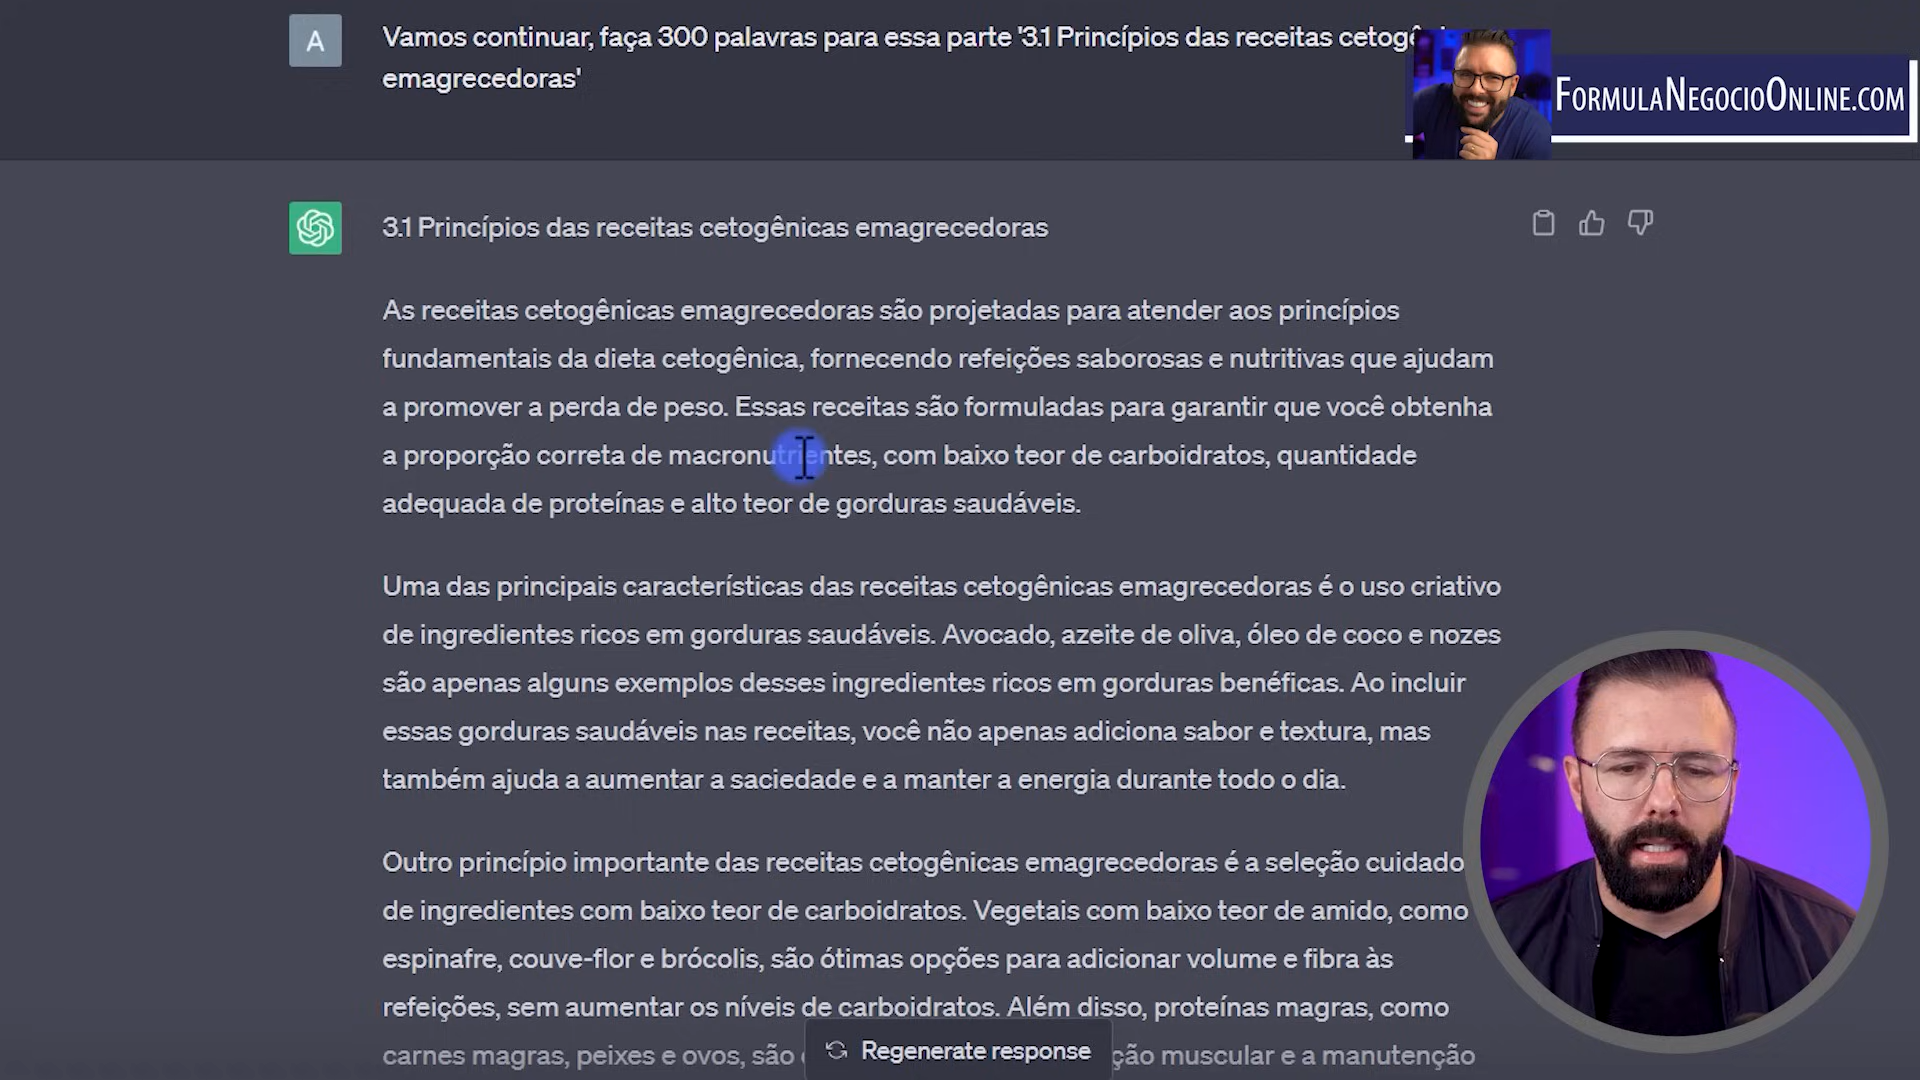 A
Vamos continuar, faça 300 palavras para essa parte '3.1 Princípios das receitas
emagrecedoras'
FormulaNegocioOnline.com
3.1 Princípios das receitas cetogênicas emagrecedoras
As receitas cetogênicas emagrecedoras são projetadas para atender aos princípios
fundamentais da dieta cetogênica, fornecendo refeições saborosas e nutritivas que ajudam
a promover a perda de peso. Essas receitas são formuladas para garantir que você obtenha
a proporção correta de macronutrientes, com baixo teor de carboidratos, quantidade
adequada de proteínas e alto teor de gorduras saudáveis.
Uma das principais características das receitas cetogênicas emagrecedoras é o uso criativo
de ingredientes ricos em gorduras saudáveis. Avocado, azeite de oliva, óleo de coco e nozes
são apenas alguns exemplos desses ingredientes ricos em gorduras benéficas. Ao incluir
essas gorduras saudáveis nas receitas, você não apenas adiciona sabor e textura, mas
também ajuda a aumentar a saciedade e a manter a energia durante todo o dia.
Outro princípio importante das receitas cetogênicas emagrecedoras é a seleção cuidado
de ingredientes com baixo teor de carboidratos. Vegetais com baixo teor de amido, como
espinafre, couve-flor e brócolis, são ótimas opções para adicionar volume e fibra às
refeições, sem aumentar os níveis de carboidratos. Além disso, proteínas magras, como
carnes magras, peixes e ovos, são muscular e a manutenção
Regenerate response